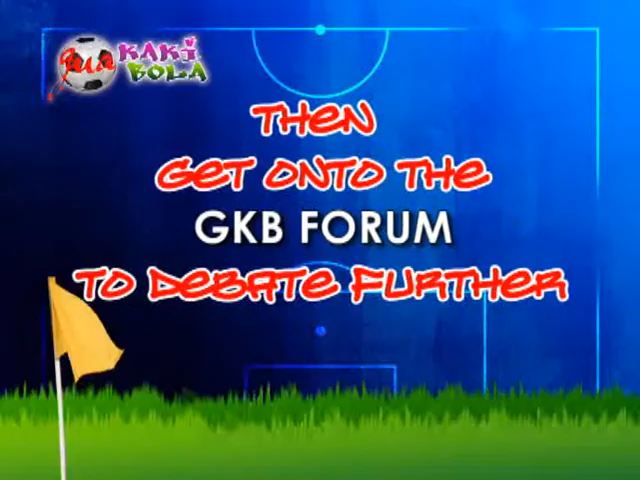 gua KAKi
BOLA
THEN
GET ONTO THE
GKB FORUM
TO DEBATE FURTHER